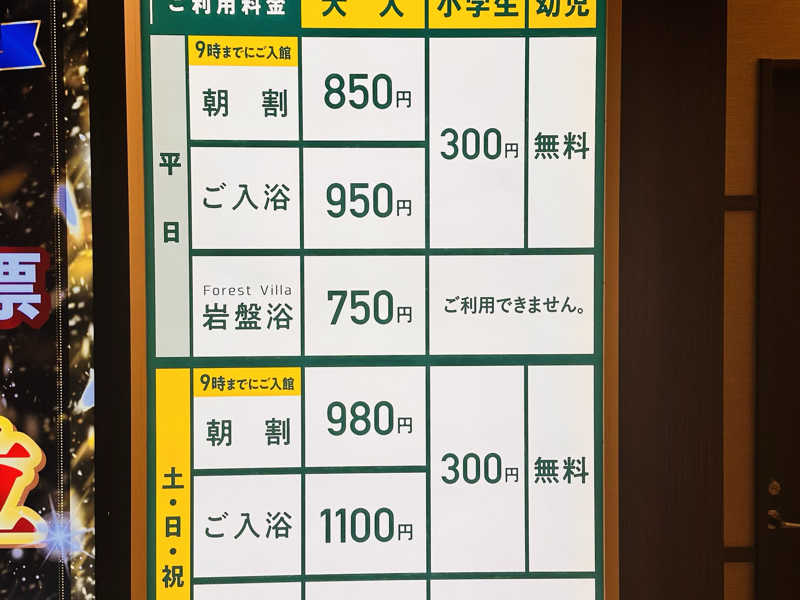 ご利用料金 大人 小学生 幼児
9時までにご入館
朝割 850円
300円 無料
平日
ご入浴 950円
Forest Villa
岩盤浴 750円 ご利用できません。
9時までにご入館
朝割 980円
300円 無料
土・日・祝
ご入浴 1100円
票
位